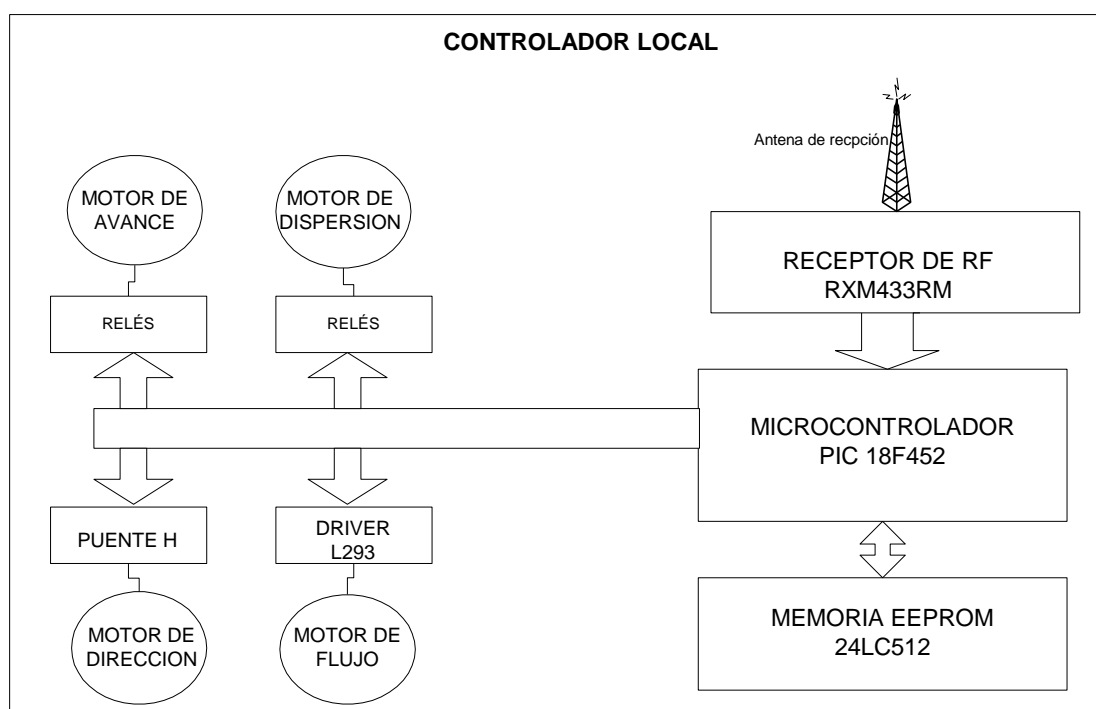 CONTROLADOR LOCAL
Antena de recpción
MOTOR DE
AVANCE
MOTOR DE
DISPERSION
RECEPTOR DE RF
RXM433RM
RELÉS
RELÉS
MICROCONTROLADOR
PIC 18F452
PUENTE H
DRIVER
L293
MOTOR DE
DIRECCION
MOTOR DE
FLUJO
MEMORIA EEPROM
24LC512